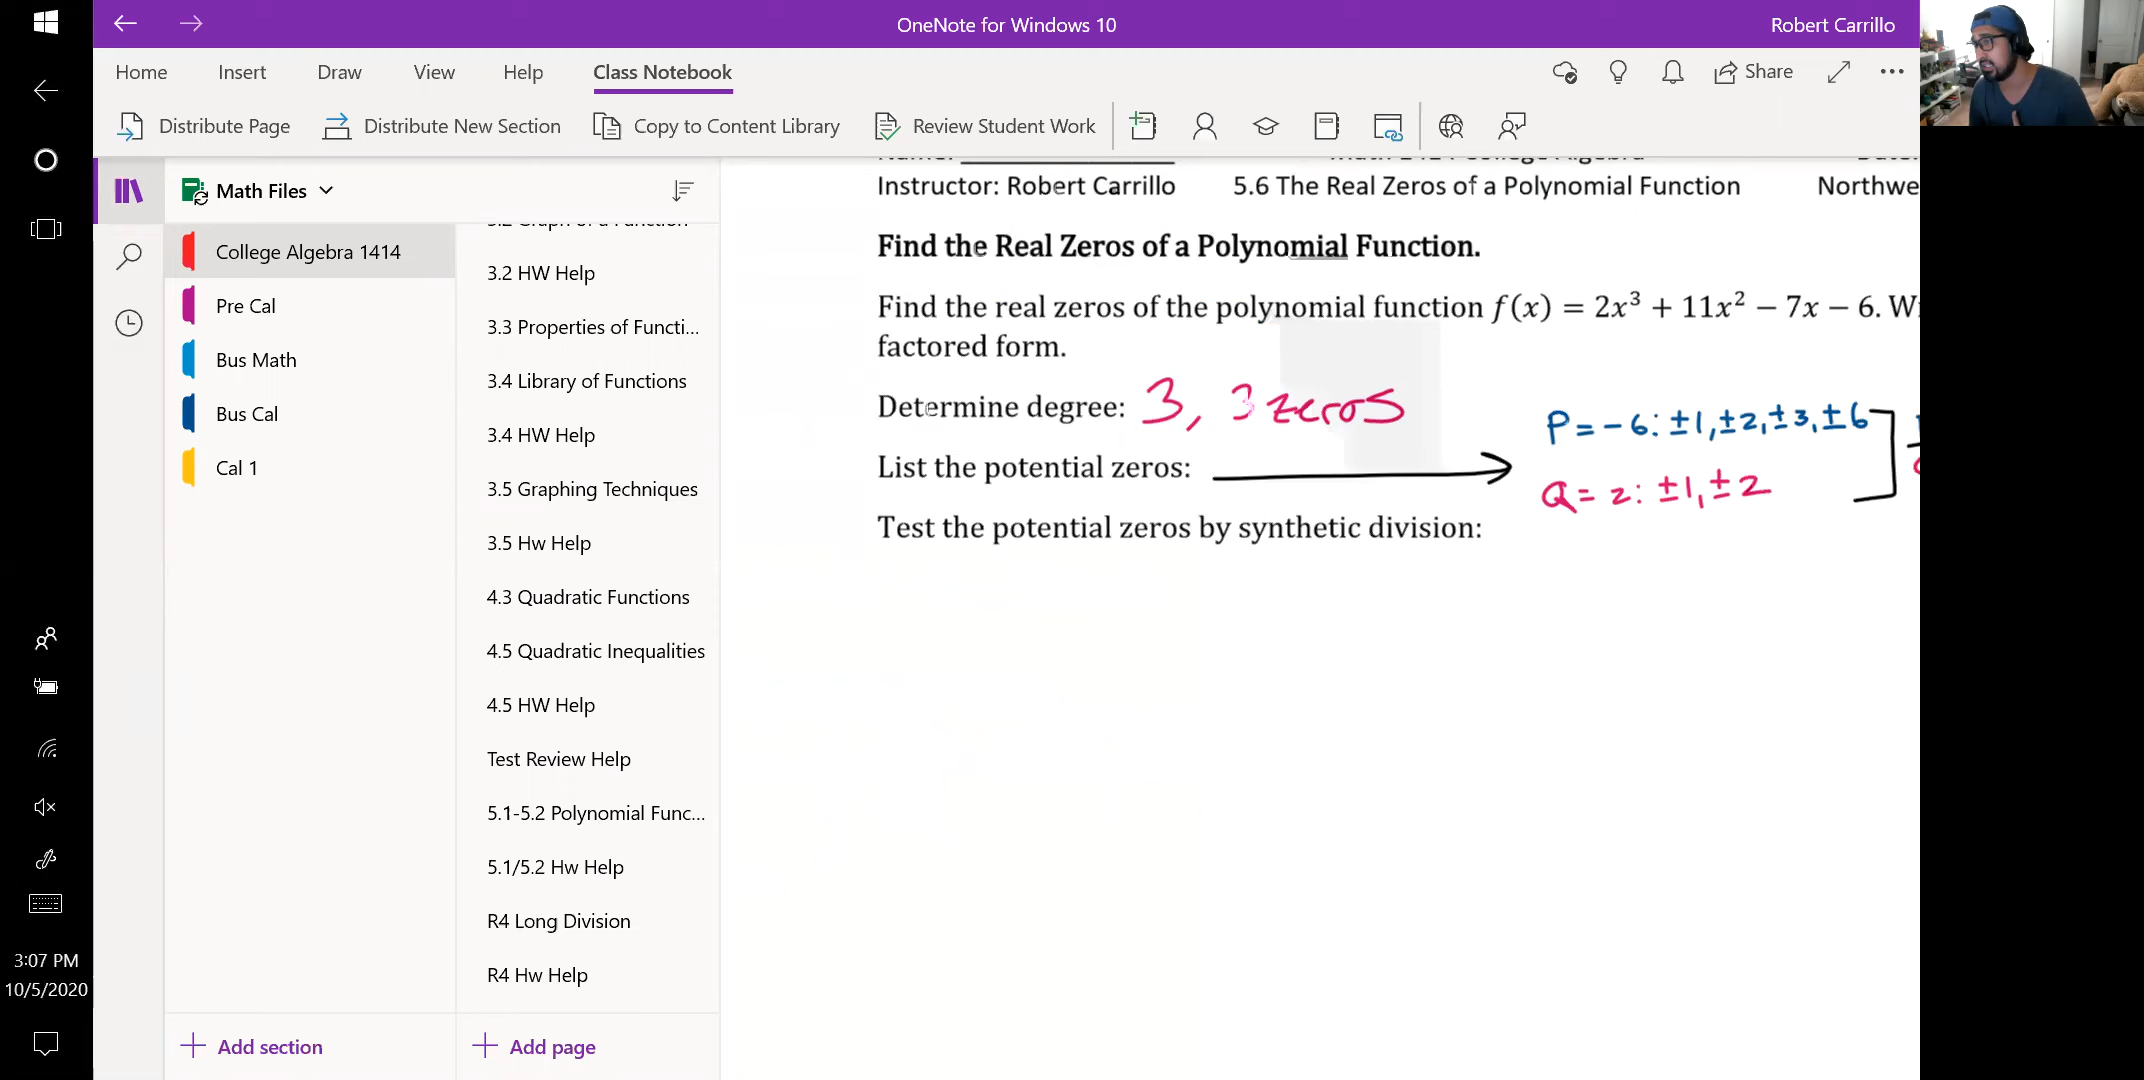 OneNote for Windows 10
Robert Carrillo
Home Insert Draw View Help Class Notebook
Share
Distribute Page Distribute New Section Copy to Content Library Review Student Work
Math Files
College Algebra 1414
Pre Cal
Bus Math
Bus Cal
Cal 1
3.2 Graph of a Function
3.2 HW Help
3.3 Properties of Functi...
3.4 Library of Functions
3.4 HW Help
3.5 Graphing Techniques
3.5 Hw Help
4.3 Quadratic Functions
4.5 Quadratic Inequalities
4.5 HW Help
Test Review Help
5.1-5.2 Polynomial Func...
5.1/5.2 Hw Help
R4 Long Division
R4 Hw Help
+ Add section
+ Add page
Instructor: Robert Carrillo 5.6 The Real Zeros of a Polynomial Function Northwe
Find the Real Zeros of a Polynomial Function.
Find the real zeros of the polynomial function f(x) = 2x³ + 11x² − 7x − 6. W
factored form.
Determine degree: 3, 3 zeros
P = -6: ±1, ±2, ±3, ±6
List the potential zeros:
Q = 2: ±1, ±2
Test the potential zeros by synthetic division:
3:07 PM
10/5/2020